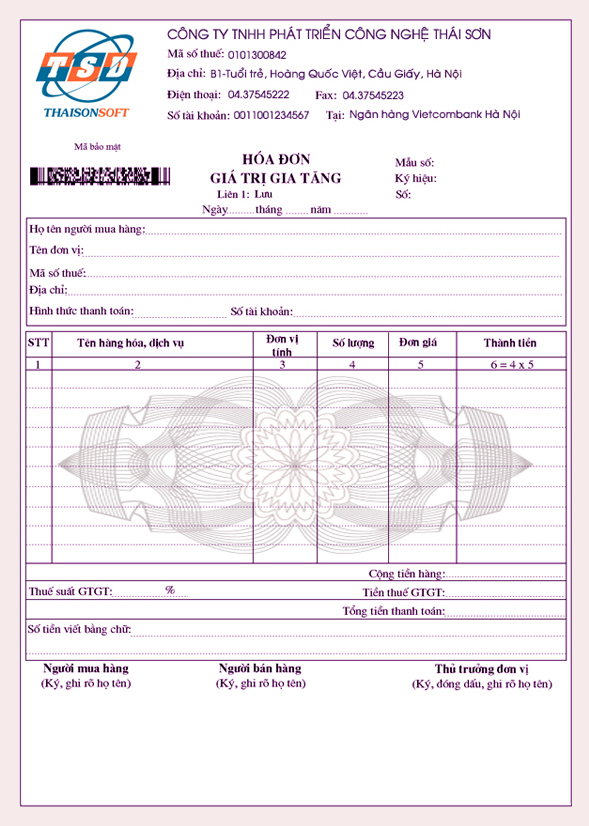 CÔNG TY TNHH PHÁT TRIỂN CÔNG NGHỆ THÁI SƠN
TSD
THAISONSOFT
Mã số thuế: 0101300842
Địa chỉ: B1-Tuổi trẻ, Hoàng Quốc Việt, Cầu Giấy, Hà Nội
Điện thoại: 04.37545222 Fax: 04.37545223
Số tài khoản: 0011001234567 Tại: Ngân hàng Vietcombank Hà Nội
Mã bảo mật
HÓA ĐƠN
GIÁ TRỊ GIA TĂNG
Liên 1: Lưu
Ngày......... tháng ....... năm ...........
Mẫu số:
Ký hiệu:
Số:
Họ tên người mua hàng:
Tên đơn vị:
Mã số thuế:
Địa chỉ:
Hình thức thanh toán: Số tài khoản:
STT Tên hàng hóa, dịch vụ Đơn vị tính Số lượng Đơn giá Thành tiền
1 2 3 4 5 6 = 4 x 5
Cộng tiền hàng:
Thuế suất GTGT: % Tiền thuế GTGT:
Tổng tiền thanh toán:
Số tiền viết bằng chữ:
Người mua hàng Người bán hàng Thủ trưởng đơn vị
(Ký, ghi rõ họ tên) (Ký, ghi rõ họ tên) (Ký, đóng dấu, ghi rõ họ tên)